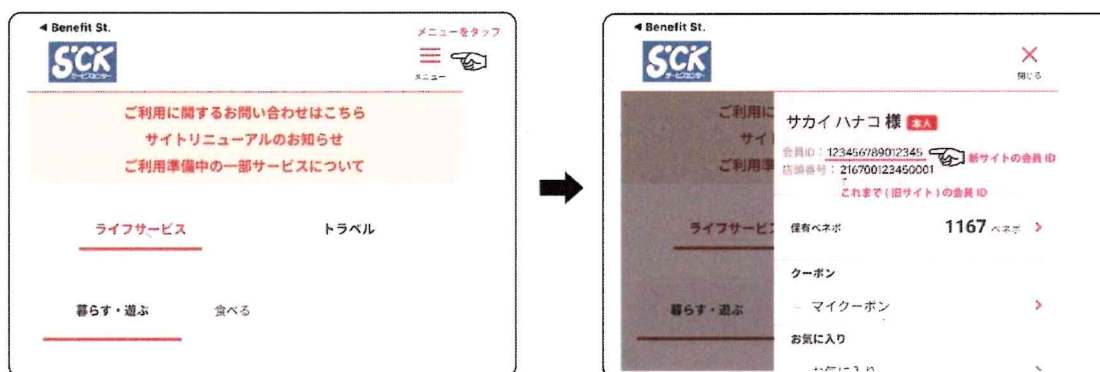 ◀ Benefit St.
メニューをタップ
SCK
サービスセンター
メニュー
ご利用に関するお問い合わせはこちら
サイトリニューアルのお知らせ
ご利用準備中の一部サービスについて
ライフサービス
トラベル
暮らす・遊ぶ
食べる
◀ Benefit St.
SCK
サービスセンター
閉じる
ご利用に
サイト
ご利用準
サカイ ハナコ 様 本人
会員ID：123456789012345
新サイトの会員 ID
店頭番号：216700123450001
これまで ( 旧サイト ) の会員 ID
ライフサービス
保有ベネポ
1167 ベネポ
クーポン
マイクーポン
暮らす・遊ぶ
お気に入り
お気に入り